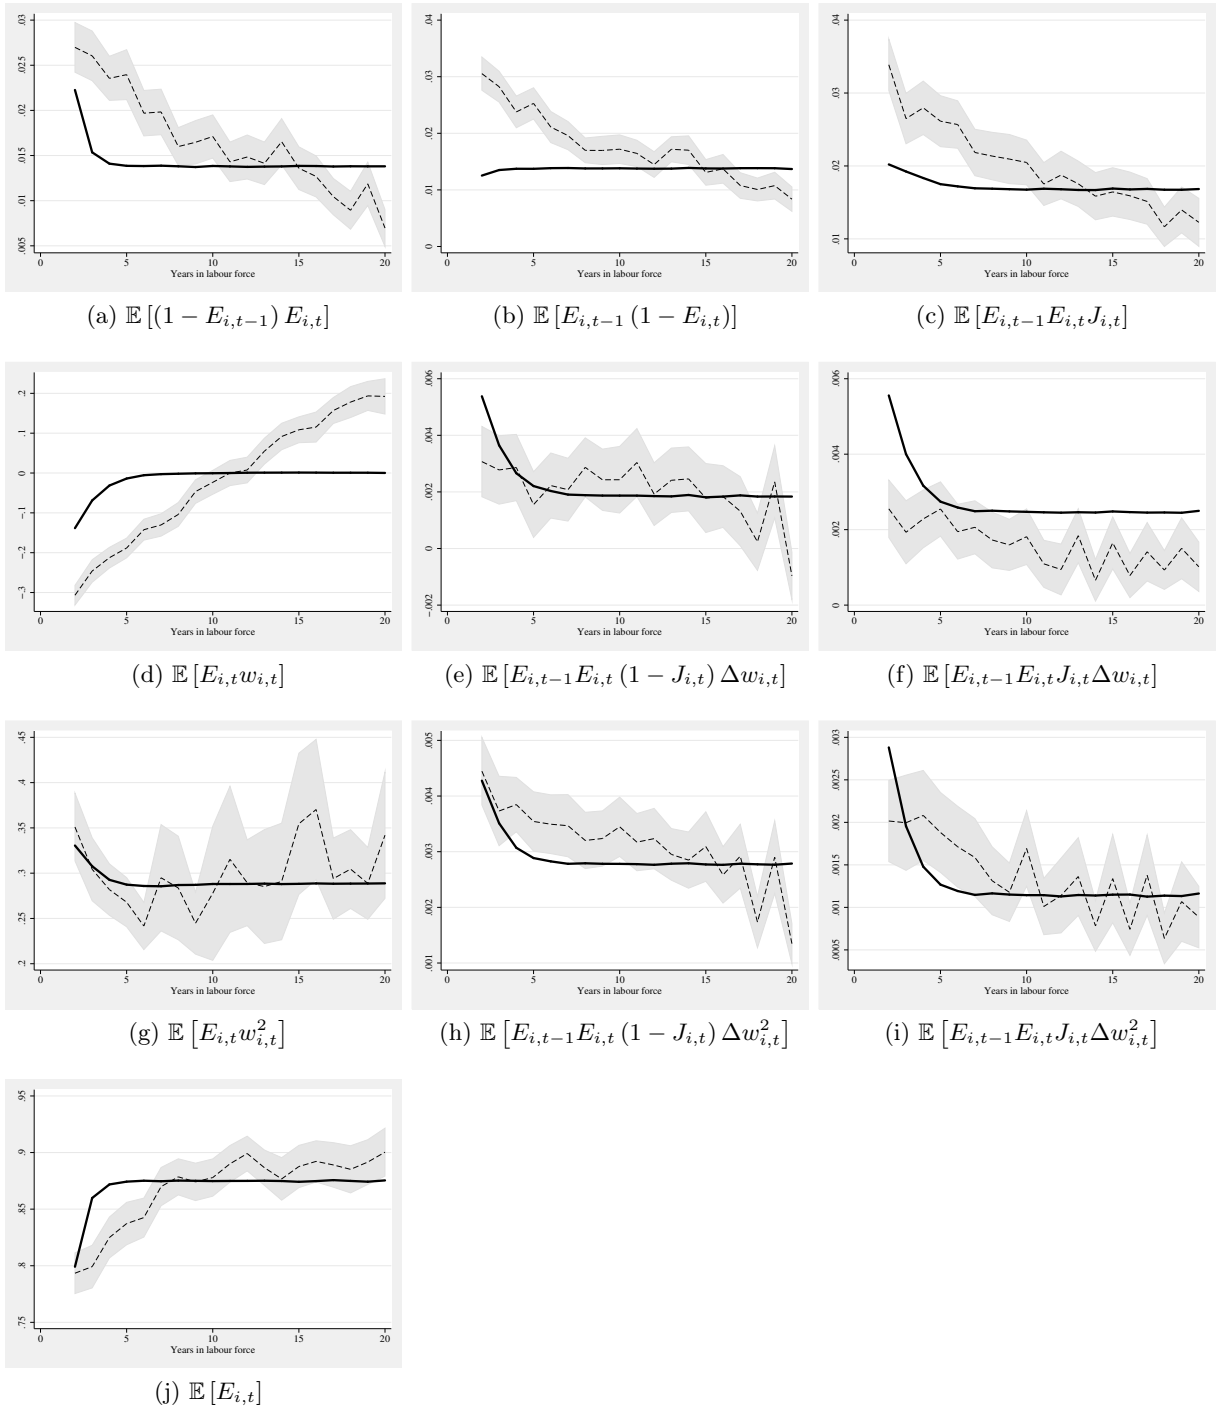 .03
.025
.02
.015
.01
.005
0 5 10 15 20
Years in labour force
(a) 𝔼 [(1 − E_{i,t−1}) E_{i,t}]
.04
.03
.02
.01
0
0 5 10 15 20
Years in labour force
(b) 𝔼 [E_{i,t−1} (1 − E_{i,t})]
.04
.03
.02
.01
0 5 10 15 20
Years in labour force
(c) 𝔼 [E_{i,t−1}E_{i,t}J_{i,t}]
.2
.1
0
-.1
-.2
-.3
0 5 10 15 20
Years in labour force
(d) 𝔼 [E_{i,t}w_{i,t}]
.006
.004
.002
0
-.002
0 5 10 15 20
Years in labour force
(e) 𝔼 [E_{i,t−1}E_{i,t} (1 − J_{i,t}) Δw_{i,t}]
.006
.004
.002
0
0 5 10 15 20
Years in labour force
(f) 𝔼 [E_{i,t−1}E_{i,t}J_{i,t}Δw_{i,t}]
.45
.4
.35
.3
.25
.2
0 5 10 15 20
Years in labour force
(g) 𝔼 [E_{i,t}w²_{i,t}]
.005
.004
.003
.002
.001
0 5 10 15 20
Years in labour force
(h) 𝔼 [E_{i,t−1}E_{i,t} (1 − J_{i,t}) Δw²_{i,t}]
.003
.0025
.002
.0015
.001
.0005
0 5 10 15 20
Years in labour force
(i) 𝔼 [E_{i,t−1}E_{i,t}J_{i,t}Δw²_{i,t}]
.95
.9
.85
.8
.75
0 5 10 15 20
Years in labour force
(j) 𝔼 [E_{i,t}]